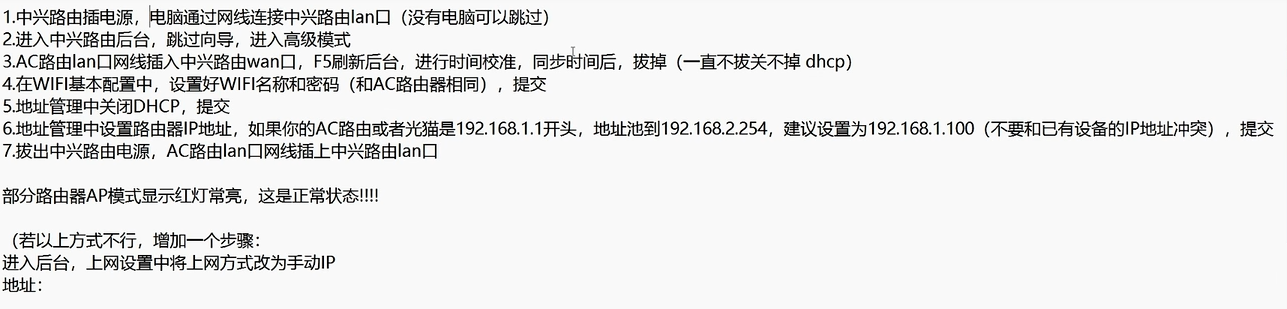 1.中兴路由插电源，电脑通过网线连接中兴路由lan口（没有电脑可以跳过）
2.进入中兴路由后台，跳过向导，进入高级模式
3.AC路由lan口网线插入中兴路由wan口，F5刷新后台，进行时间校准，同步时间后，拔掉（一直不拔关不掉 dhcp）
4.在WIFI基本配置中，设置好WIFI名称和密码（和AC路由器相同），提交
5.地址管理中关闭DHCP，提交
6.地址管理中设置路由器IP地址，如果你的AC路由或者光猫是192.168.1.1开头，地址池到192.168.2.254，建议设置为192.168.1.100（不要和已有设备的IP地址冲突），提交
7.拔出中兴路由电源，AC路由lan口网线插上中兴路由lan口
部分路由器AP模式显示红灯常亮，这是正常状态!!!!
（若以上方式不行，增加一个步骤：
进入后台，上网设置中将上网方式改为手动IP
地址：